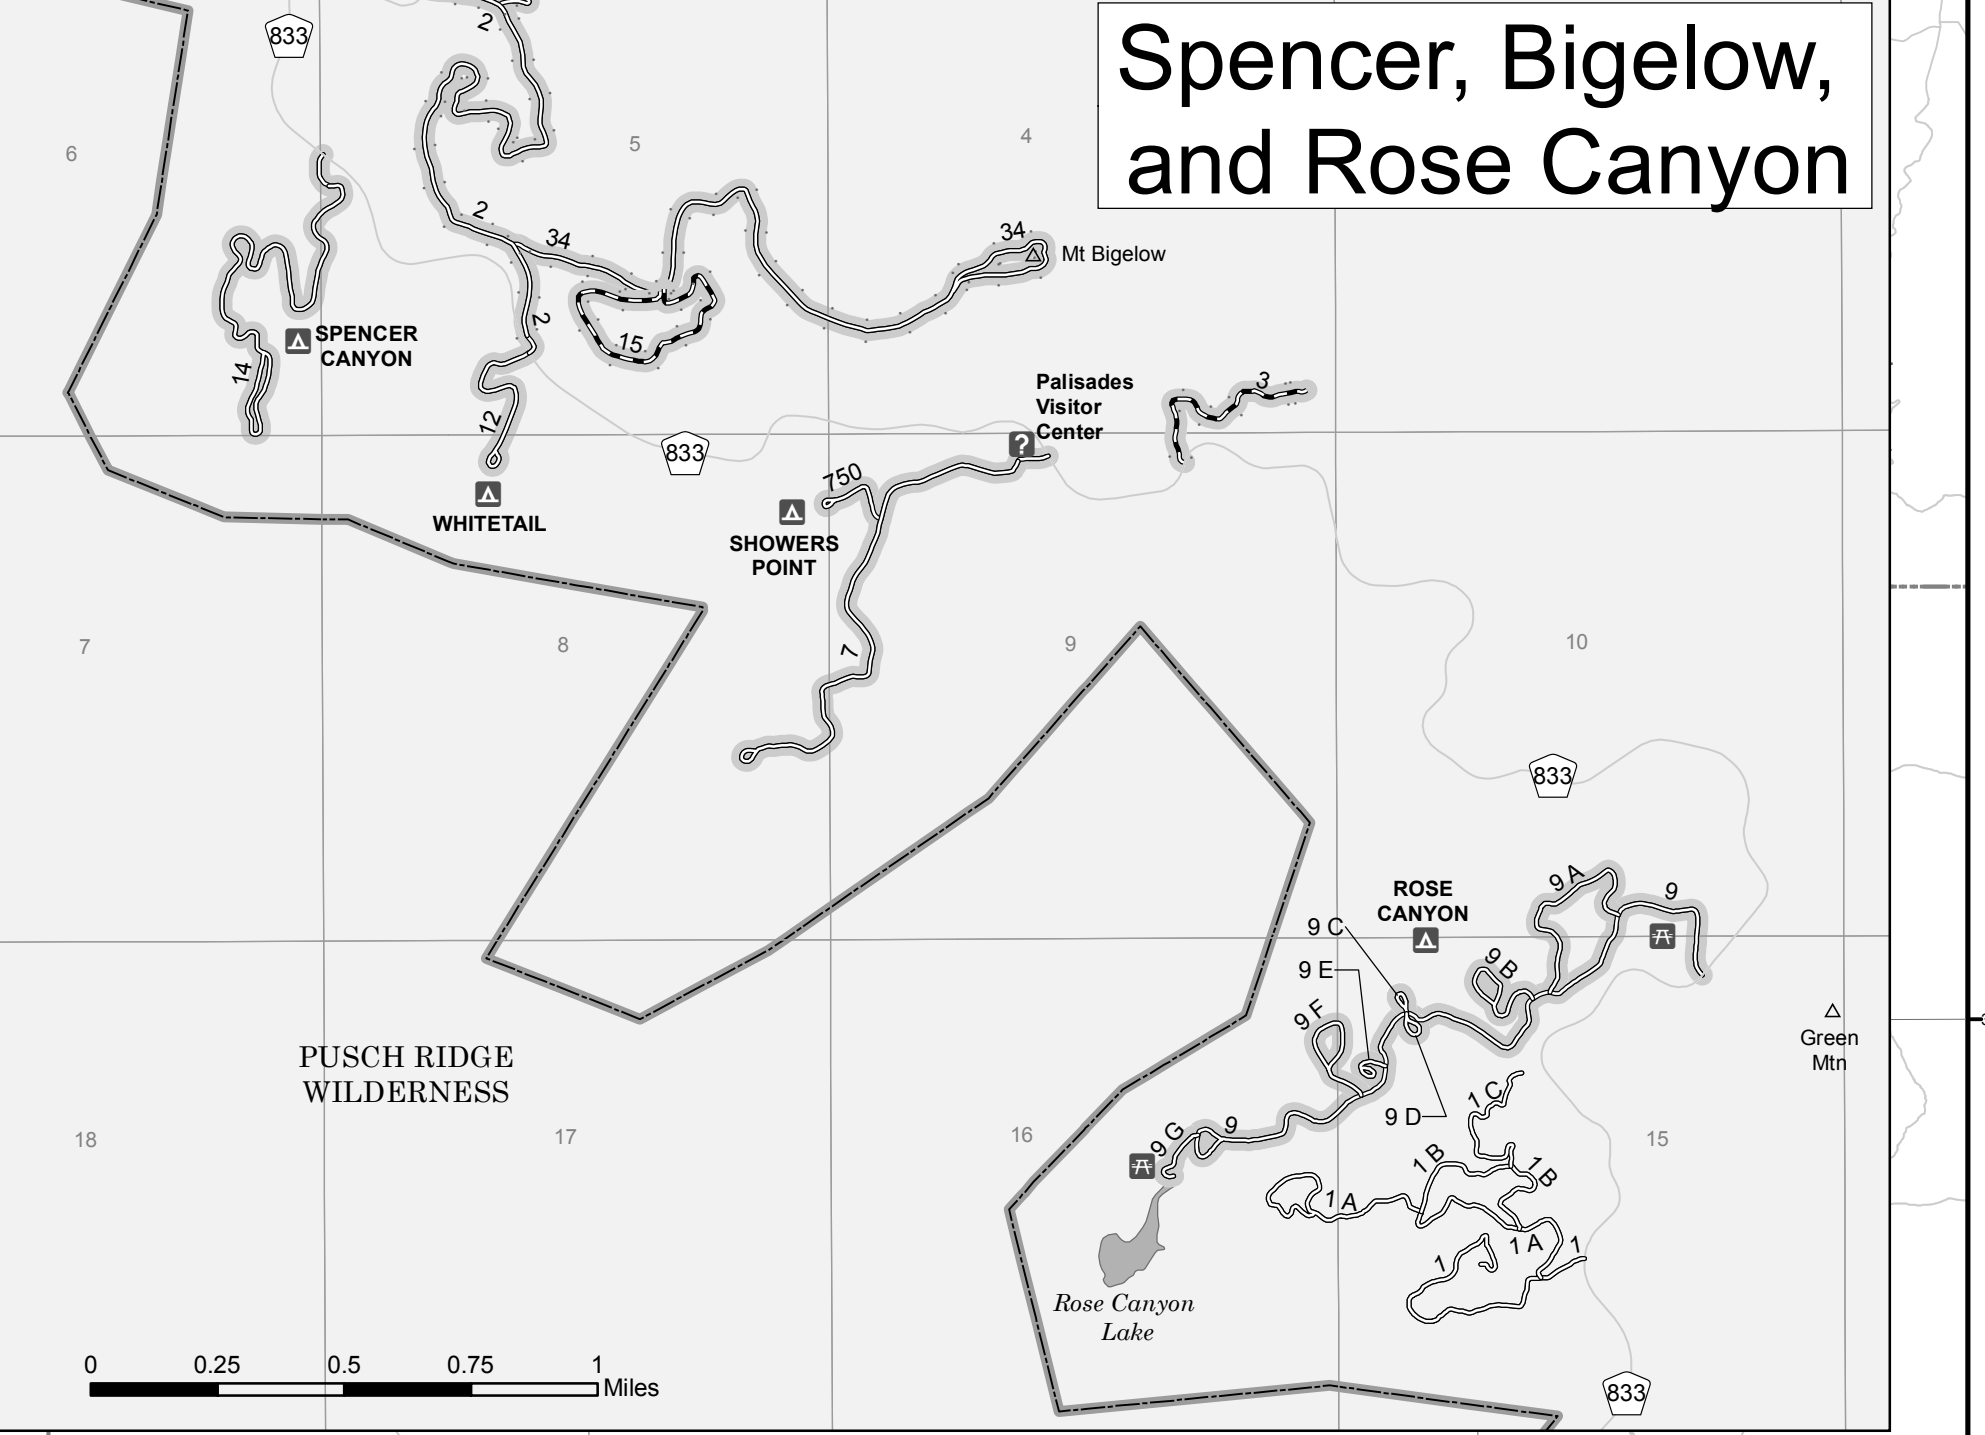 Spencer, Bigelow,
and Rose Canyon
833
2
6
5
4
2
34
34
Mt Bigelow
2
15
SPENCER
CANYON
14
12
WHITETAIL
833
Palisades
Visitor
Center
?
3
750
SHOWERS
POINT
7
7
8
9
10
833
9 A
9
ROSE
CANYON
9 C
9 E
9 B
9 F
9 D
Green
Mtn
PUSCH RIDGE
WILDERNESS
18
17
16
15
9 G
9
1 C
1 B
1 B
1 A
1 A
1
1
Rose Canyon
Lake
0 0.25 0.5 0.75 1
Miles
833